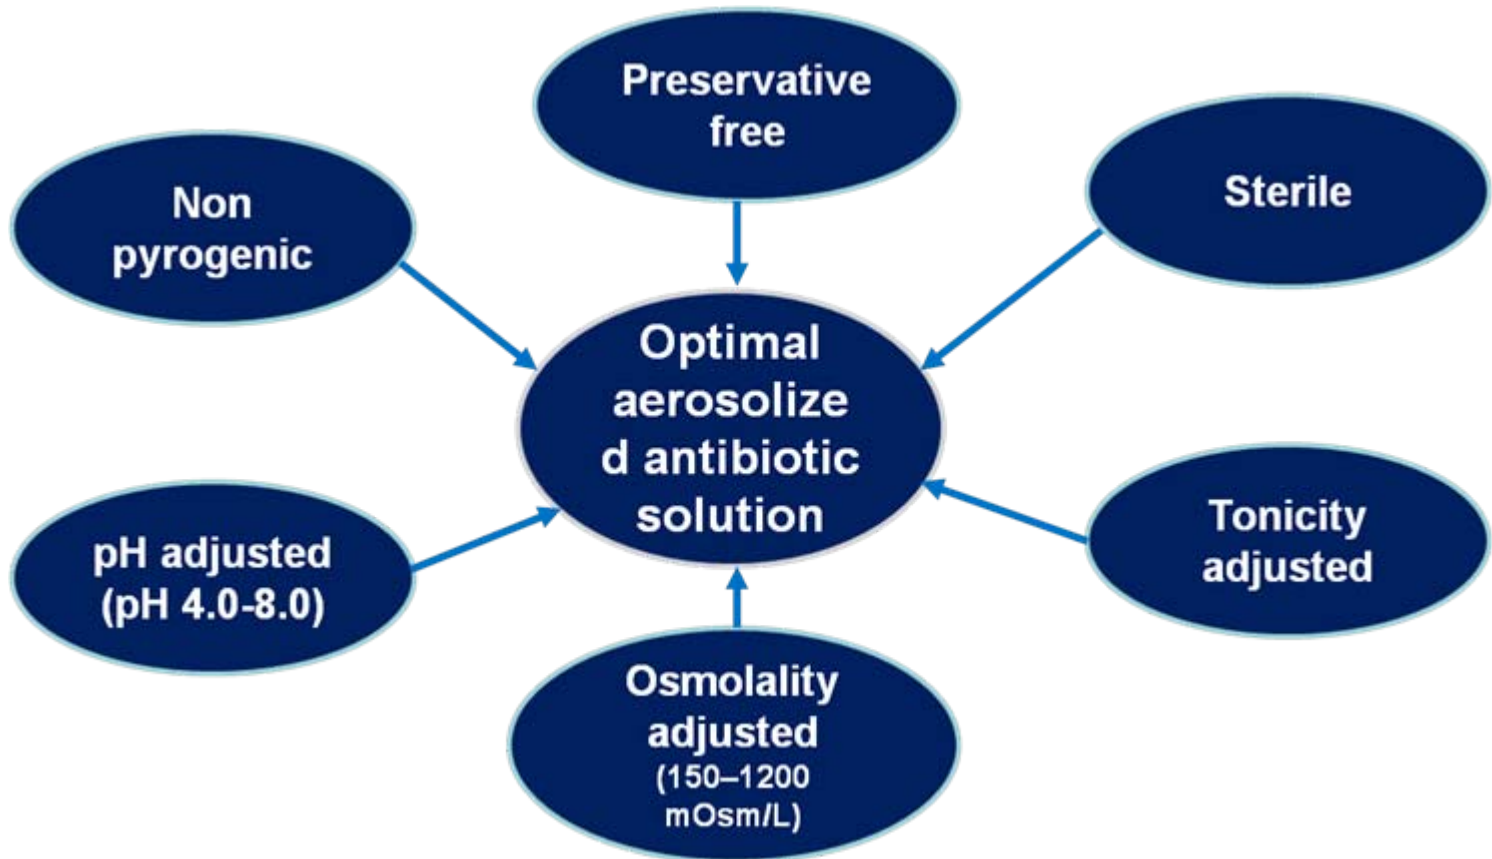 Preservative
free
Non
pyrogenic
Sterile
Optimal
aerosolize
d antibiotic
solution
pH adjusted
(pH 4.0-8.0)
Tonicity
adjusted
Osmolality
adjusted
(150–1200
mOsm/L)